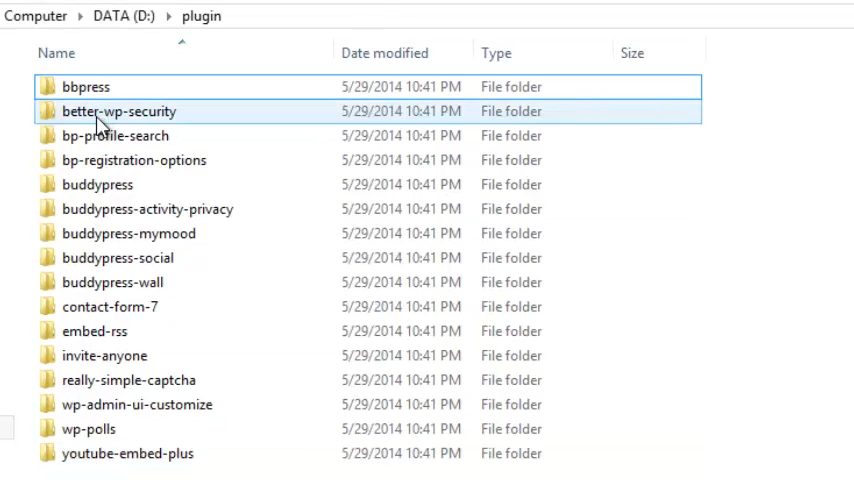 Computer DATA (D:) plugin
Name Date modified Type Size
bbpress 5/29/2014 10:41 PM File folder
better-wp-security 5/29/2014 10:41 PM File folder
bp-profile-search 5/29/2014 10:41 PM File folder
bp-registration-options 5/29/2014 10:41 PM File folder
buddypress 5/29/2014 10:41 PM File folder
buddypress-activity-privacy 5/29/2014 10:41 PM File folder
buddypress-mymood 5/29/2014 10:41 PM File folder
buddypress-social 5/29/2014 10:41 PM File folder
buddypress-wall 5/29/2014 10:41 PM File folder
contact-form-7 5/29/2014 10:41 PM File folder
embed-rss 5/29/2014 10:41 PM File folder
invite-anyone 5/29/2014 10:41 PM File folder
really-simple-captcha 5/29/2014 10:41 PM File folder
wp-admin-ui-customize 5/29/2014 10:41 PM File folder
wp-polls 5/29/2014 10:41 PM File folder
youtube-embed-plus 5/29/2014 10:41 PM File folder